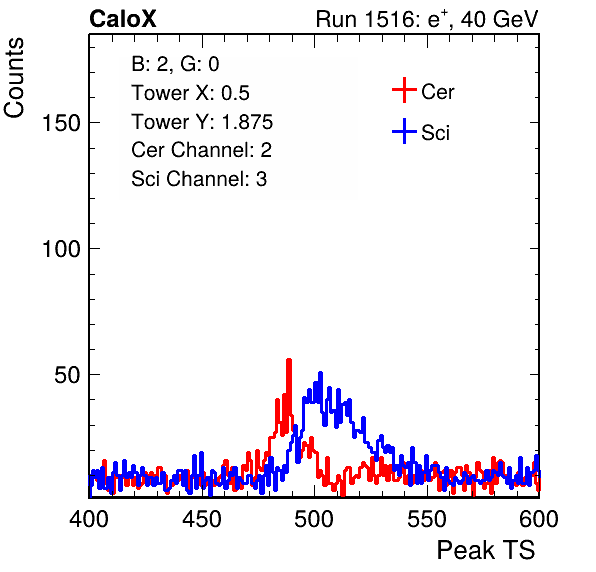 CaloX
Run 1516: e+, 40 GeV
Counts
B: 2, G: 0
Tower X: 0.5
Tower Y: 1.875
Cer Channel: 2
Sci Channel: 3
Cer
Sci
150
100
50
400 450 500 550 600
Peak TS